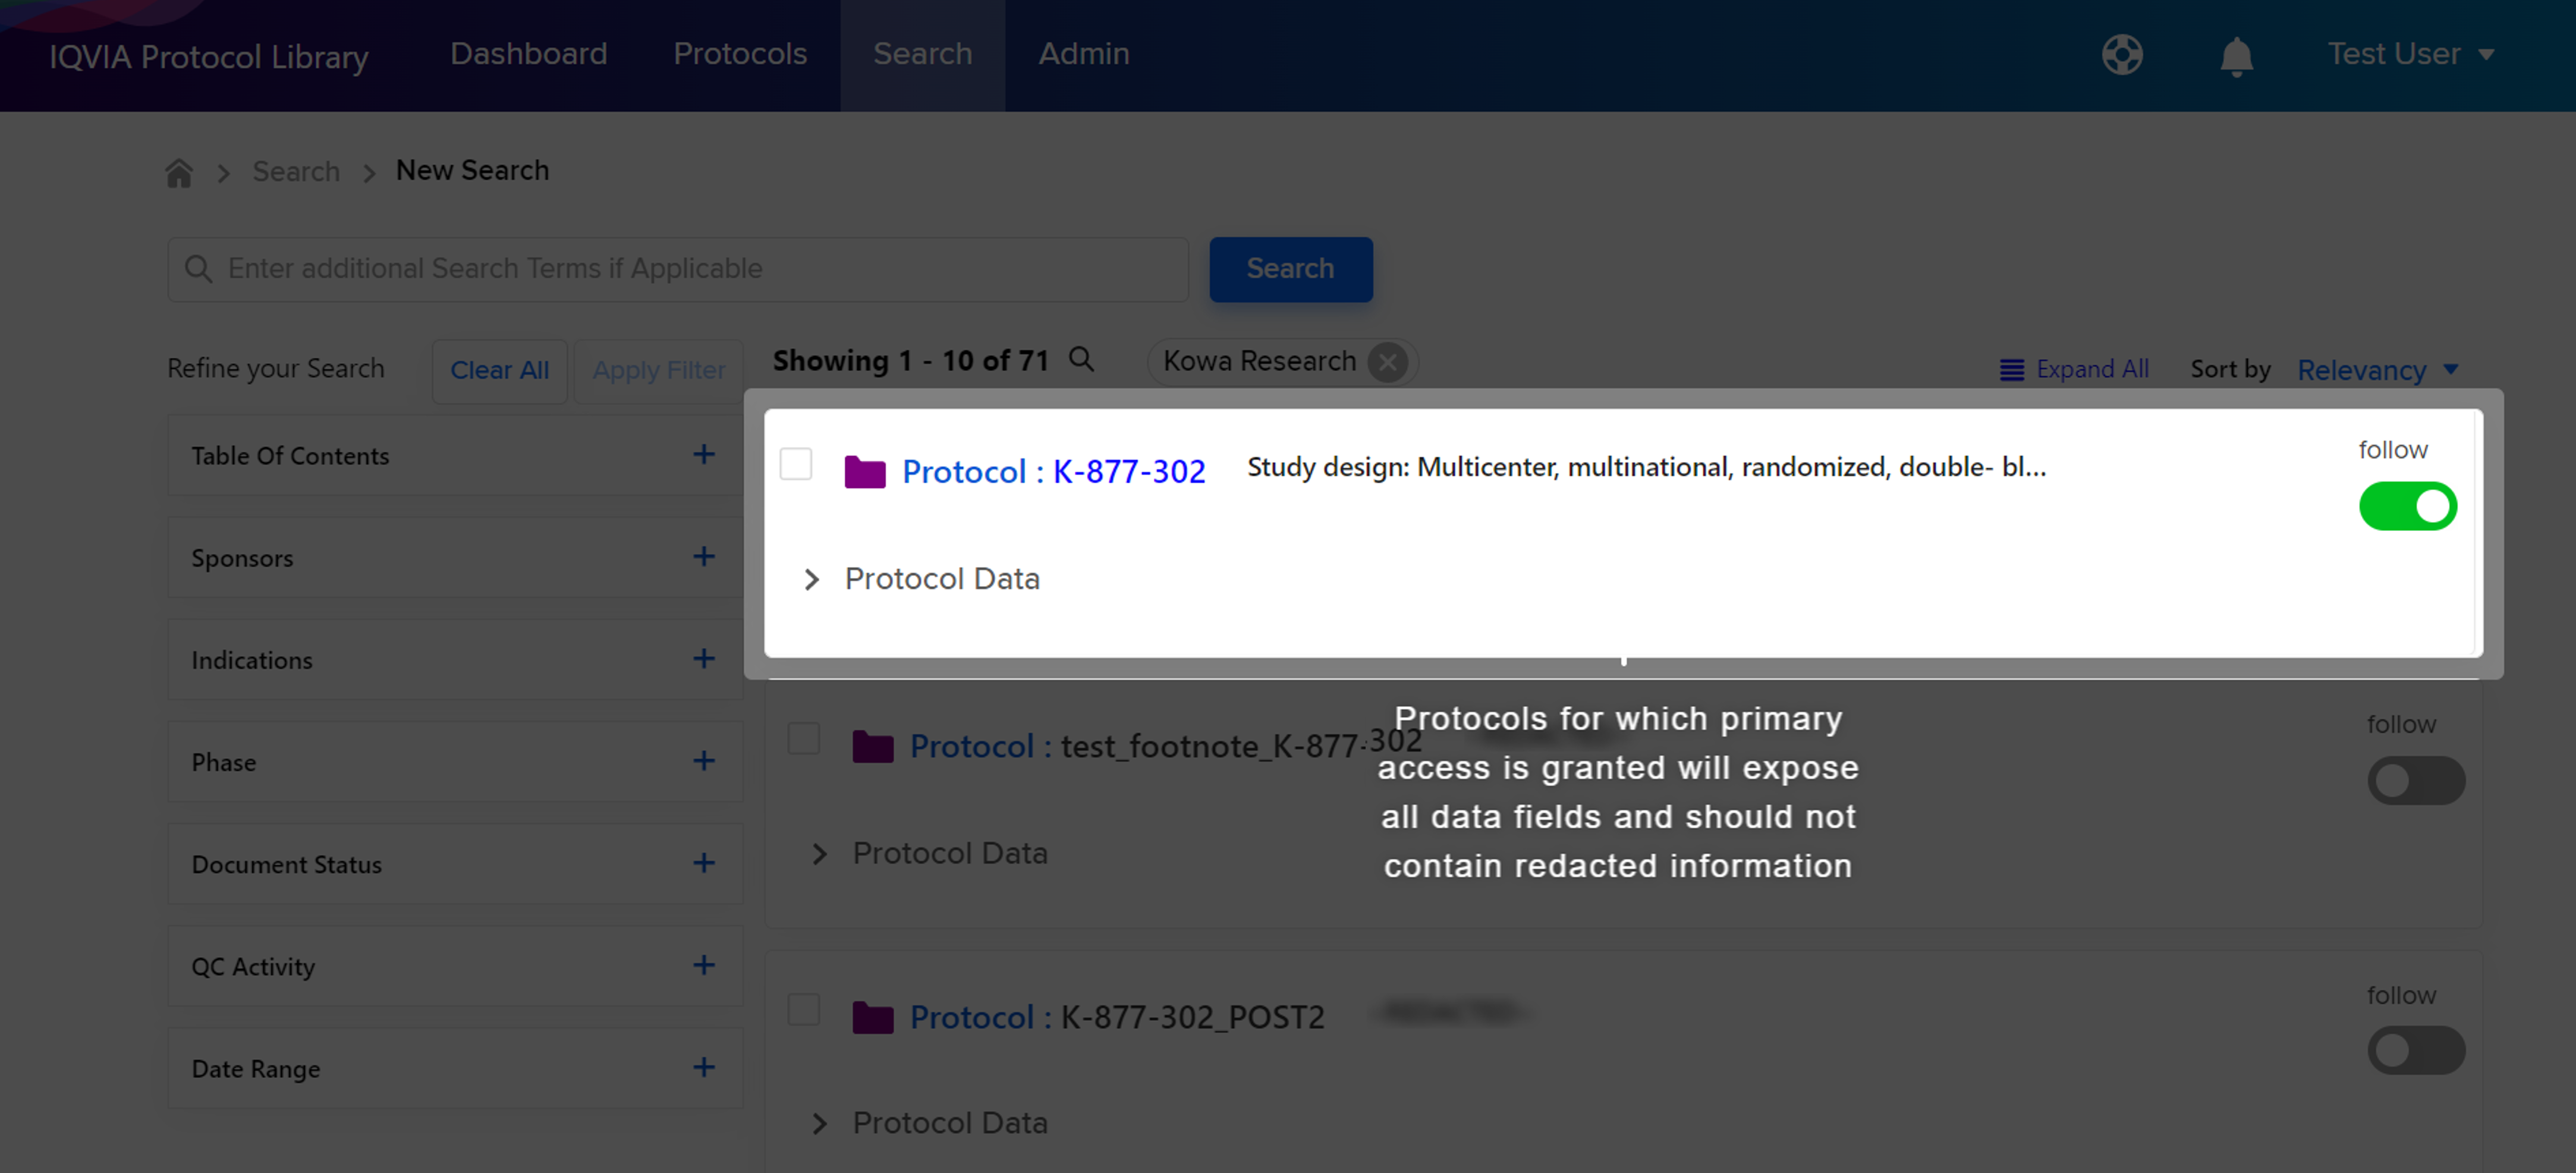 IQVIA Protocol Library Dashboard Protocols Search Admin Test User
Search New Search
Enter additional Search Terms if Applicable Search
Refine your Search Clear All Apply Filter Showing 1 - 10 of 71 Kowa Research Expand All Sort by Relevancy
Table Of Contents
Sponsors
Indications
Phase
Document Status
QC Activity
Date Range
Protocol : K-877-302 Study design: Multicenter, multinational, randomized, double- bl... follow
Protocol Data
Protocol : test_footnote_K-877-302 follow
Protocol Data
Protocols for which primary
access is granted will expose
all data fields and should not
contain redacted information
Protocol : K-877-302_POST2 follow
Protocol Data